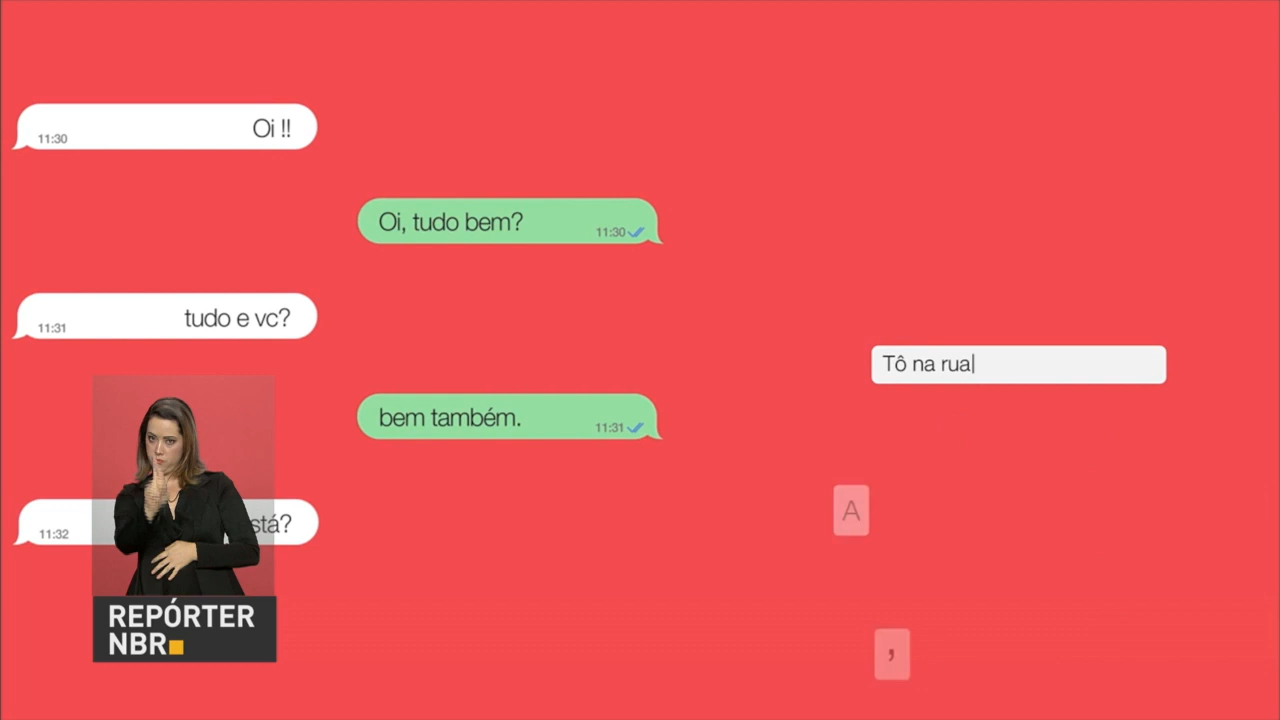 Oi !!
11:30
Oi, tudo bem?
11:30
tudo e vc?
11:31
Tô na rua
bem também.
11:31
stá?
11:32
A
,
REPÓRTER
NBR